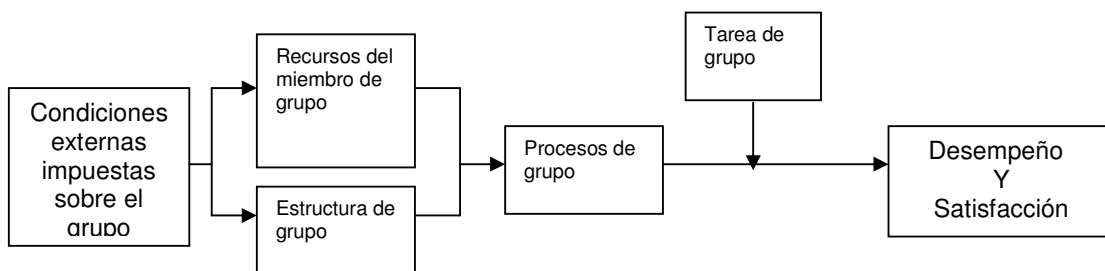 Condiciones
externas
impuestas
sobre el
grupo
Recursos del
miembro de
grupo
Estructura de
grupo
Procesos de
grupo
Tarea de
grupo
Desempeño
Y
Satisfacción